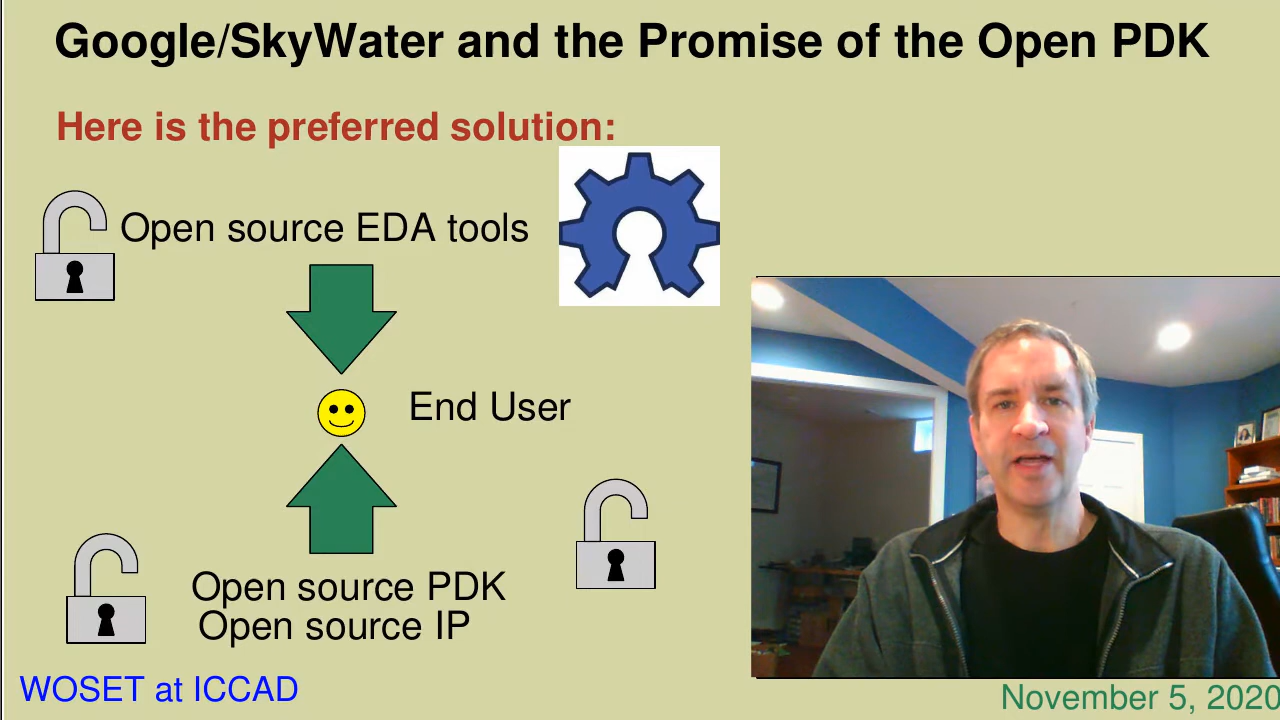 Google/SkyWater and the Promise of the Open PDK
Here is the preferred solution:
Open source EDA tools
End User
Open source PDK
Open source IP
WOSET at ICCAD
November 5, 2020